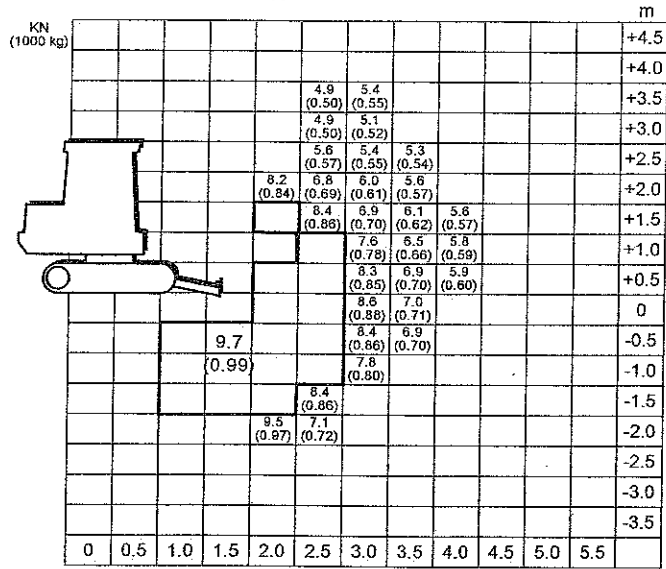 m
KN
(1000 kg)
+4.5
+4.0
4.9 5.4
(0.50) (0.55)
+3.5
4.9 5.1
(0.50) (0.52)
+3.0
5.6 5.4 5.3
(0.57) (0.55) (0.54)
+2.5
8.2 6.8 6.0 5.6
(0.84) (0.69) (0.61) (0.57)
+2.0
8.4 6.9 6.1 5.6
(0.86) (0.70) (0.62) (0.57)
+1.5
7.6 6.5 5.8
(0.78) (0.66) (0.59)
+1.0
8.3 6.9 5.9
(0.85) (0.70) (0.60)
+0.5
8.6 7.0
(0.88) (0.71)
0
8.4 6.9
(0.86) (0.70)
-0.5
9.7
(0.99)
7.8
(0.80)
-1.0
8.4
(0.86)
-1.5
9.5 7.1
(0.97) (0.72)
-2.0
-2.5
-3.0
-3.5
0 0.5 1.0 1.5 2.0 2.5 3.0 3.5 4.0 4.5 5.0 5.5